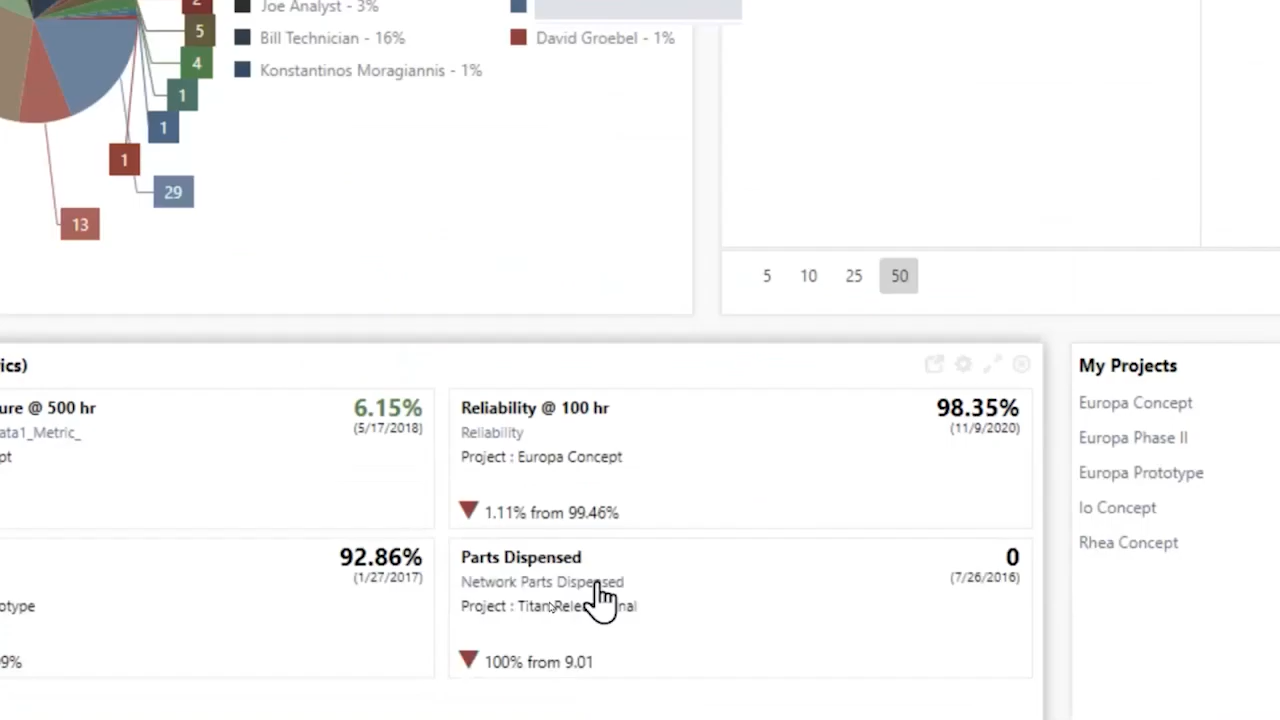 2
Joe Analyst - 3%
5
Bill Technician - 16%
David Groebel - 1%
4
Konstantinos Moragiannis - 1%
1
1
1
29
13
5 10 25 50
ics)
ure @ 500 hr
6.15%
(5/17/2018)
ata1_Metric_
pt
Reliability @ 100 hr
98.35%
(11/9/2020)
Reliability
Project : Europa Concept
1.11% from 99.46%
92.86%
(1/27/2017)
otype
9%
Parts Dispensed
0
(7/26/2016)
Network Parts Dispensed
Project : Titan
100% from 9.01
My Projects
Europa Concept
Europa Phase II
Europa Prototype
Io Concept
Rhea Concept